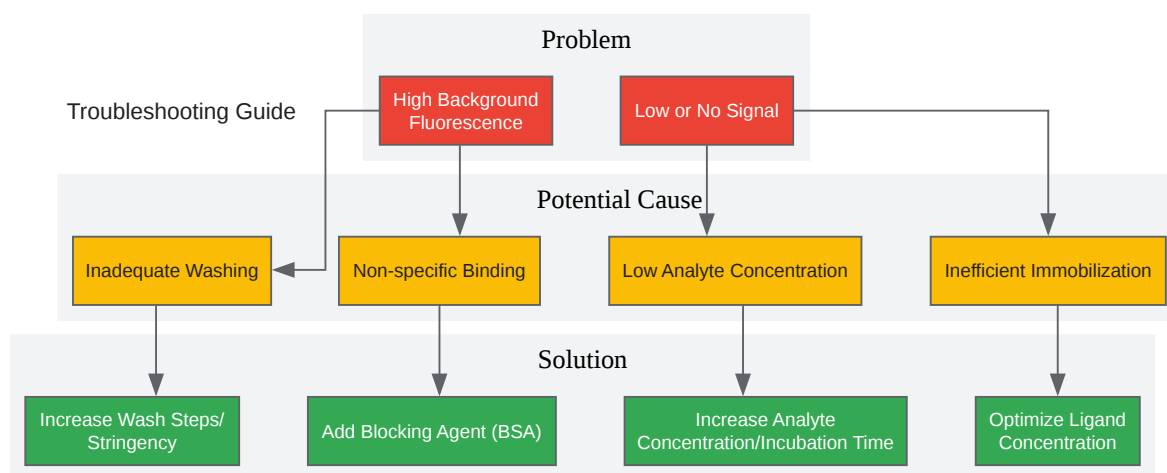 Problem
Troubleshooting Guide
High Background
Fluorescence
Low or No Signal
Potential Cause
Inadequate Washing
Non-specific Binding
Low Analyte Concentration
Inefficient Immobilization
Solution
Increase Wash Steps/
Stringency
Add Blocking Agent (BSA)
Increase Analyte
Concentration/Incubation Time
Optimize Ligand
Concentration